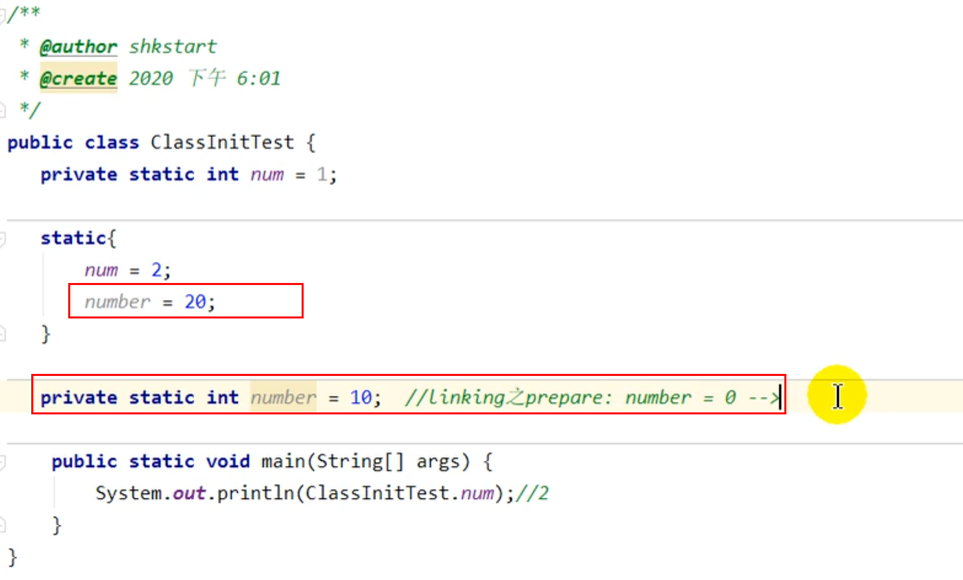 /**
 * @author shkstart
 * @create 2020 下午 6:01
 */
public class ClassInitTest {
    private static int num = 1;
    static{
        num = 2;
        number = 20;
    }
    private static int number = 10;  //linking之prepare: number = 0 -->
    public static void main(String[] args) {
        System.out.println(ClassInitTest.num);//2
    }
}